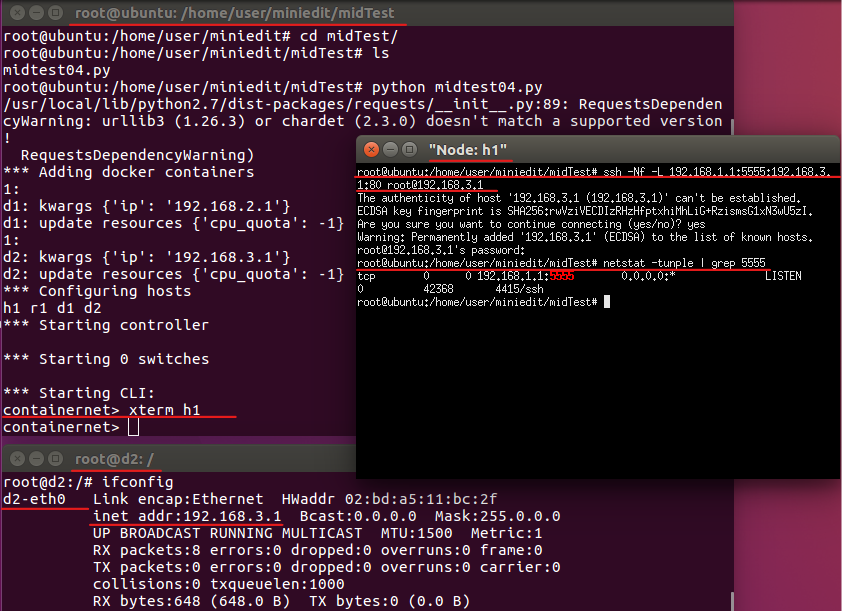 root@ubuntu: /home/user/miniedit/midTest
root@ubuntu:/home/user/miniedit# cd midTest/
root@ubuntu:/home/user/miniedit/midTest# ls
midtest04.py
root@ubuntu:/home/user/miniedit/midTest# python midtest04.py
/usr/local/lib/python2.7/dist-packages/requests/__init__.py:89: RequestsDependen
cyWarning: urllib3 (1.26.3) or chardet (2.3.0) doesn't match a supported version
!
  RequestsDependencyWarning)
*** Adding docker containers
1:
d1: kwargs {'ip': '192.168.2.1'}
d1: update resources {'cpu_quota': -1}
1:
d2: kwargs {'ip': '192.168.3.1'}
d2: update resources {'cpu_quota': -1}
*** Configuring hosts
h1 r1 d1 d2
*** Starting controller

*** Starting 0 switches

*** Starting CLI:
containernet> xterm h1
containernet>
"Node: h1"
root@ubuntu:/home/user/miniedit/midTest# ssh -Nf -L 192.168.1.1:5555:192.168.3.
1:80 root@192.168.3.1
The authenticity of host '192.168.3.1 (192.168.3.1)' can't be established.
ECDSA key fingerprint is SHA256:rwVziVECDIzRHzHfptxhiMhLiG+RzismsG1xN3wU5zI.
Are you sure you want to continue connecting (yes/no)? yes
Warning: Permanently added '192.168.3.1' (ECDSA) to the list of known hosts.
root@192.168.3.1's password:
root@ubuntu:/home/user/miniedit/midTest# netstat -tunple | grep 5555
tcp        0      0 192.168.1.1:5555        0.0.0.0:*               LISTEN
0          42368       4415/ssh
root@ubuntu:/home/user/miniedit/midTest#
root@d2: /
root@d2:/# ifconfig
d2-eth0   Link encap:Ethernet  HWaddr 02:bd:a5:11:bc:2f
          inet addr:192.168.3.1  Bcast:0.0.0.0  Mask:255.0.0.0
          UP BROADCAST RUNNING MULTICAST  MTU:1500  Metric:1
          RX packets:8 errors:0 dropped:0 overruns:0 frame:0
          TX packets:0 errors:0 dropped:0 overruns:0 carrier:0
          collisions:0 txqueuelen:1000
          RX bytes:648 (648.0 B)  TX bytes:0 (0.0 B)